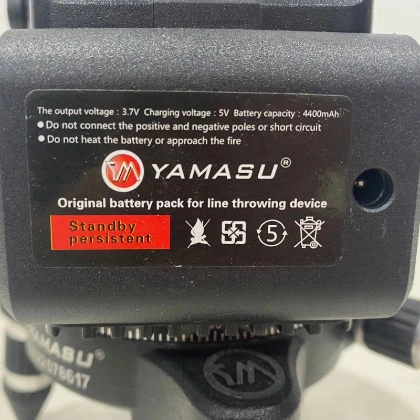 The output voltage : 3.7V Charging voltage : 5V Battery capacity : 4400mAh
● Do not connect the positive and negative poles or short circuit
● Do not heat the battery or approach the fire
YAMASU®
Original battery pack for line throwing device
Standby
persistent
5
YAMASU®